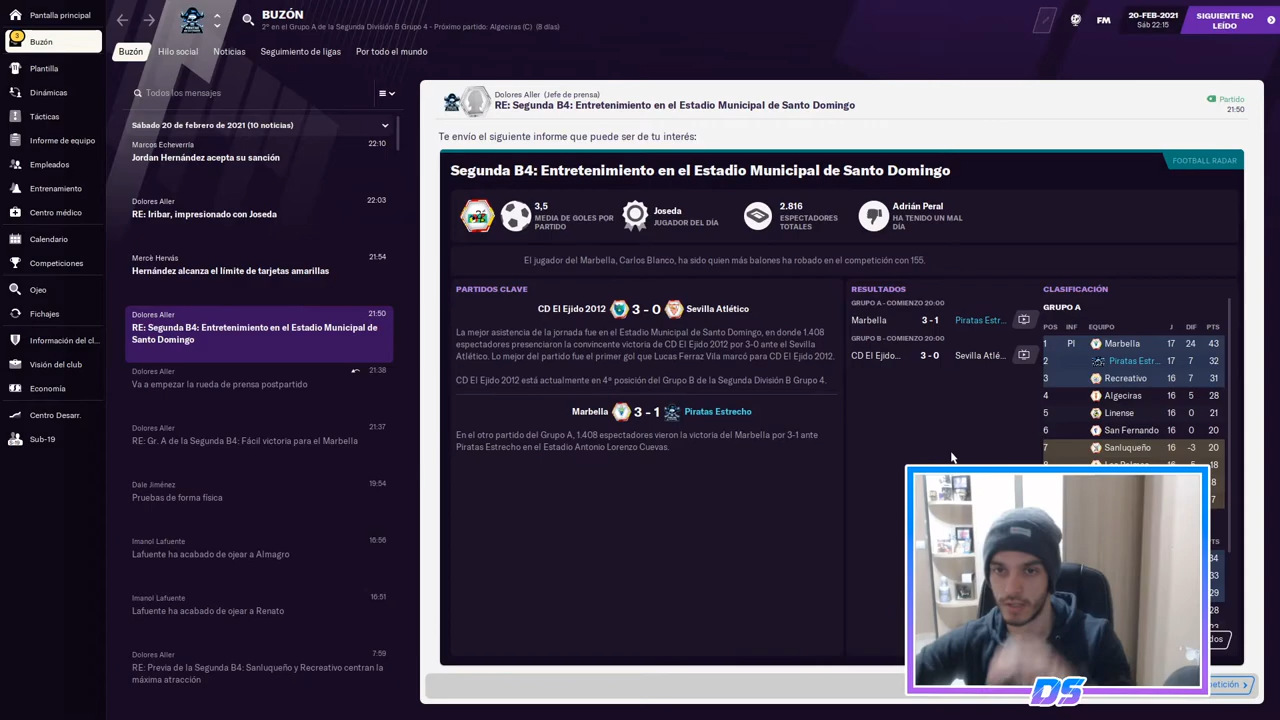 Pantalla principal
3
Buzón
Plantilla
Dinámicas
Tácticas
Informe de equipo
Empleados
Entrenamiento
Centro médico
Calendario
Competiciones
Ojeo
Fichajes
Información del cl...
Visión del club
Economía
Centro Desarr.
Sub-19
BUZÓN
2º en el Grupo A de la Segunda División B Grupo 4 - Próximo partido: Algeciras (C) (8 días)
FM
20-FEB-2021
Sáb 22:15
SIGUIENTE NO
LEÍDO
Buzón
Hilo social
Noticias
Seguimiento de ligas
Por todo el mundo
Todos los mensajes
Sábado 20 de febrero de 2021 (10 noticias)
Marcos Echeverría 22:10
Jordan Hernández acepta su sanción
Dolores Aller 22:03
RE: Iribar, impresionado con Joseda
Mercè Hervás 21:54
Hernández alcanza el límite de tarjetas amarillas
Dolores Aller 21:50
RE: Segunda B4: Entretenimiento en el Estadio Municipal de
Santo Domingo
Dolores Aller 21:38
Va a empezar la rueda de prensa postpartido
Dolores Aller 21:37
RE: Gr. A de la Segunda B4: Fácil victoria para el Marbella
Dale Jiménez 19:54
Pruebas de forma física
Imanol Lafuente 16:56
Lafuente ha acabado de ojear a Almagro
Imanol Lafuente 16:51
Lafuente ha acabado de ojear a Renato
Dolores Aller 7:59
RE: Previa de la Segunda B4: Sanluqueño y Recreativo centran la
máxima atracción
Dolores Aller (Jefe de prensa)
RE: Segunda B4: Entretenimiento en el Estadio Municipal de Santo Domingo
Partido
21:50
Te envío el siguiente informe que puede ser de tu interés:
FOOTBALL RADAR
Segunda B4: Entretenimiento en el Estadio Municipal de Santo Domingo
3,5
MEDIA DE GOLES POR
PARTIDO
Joseda
JUGADOR DEL DÍA
2.816
ESPECTADORES
TOTALES
Adrián Peral
HA TENIDO UN MAL
DÍA
El jugador del Marbella, Carlos Blanco, ha sido quien más balones ha robado en el competición con 155.
PARTIDOS CLAVE
CD El Ejido 2012 3 - 0 Sevilla Atlético
La mejor asistencia de la jornada fue en el Estadio Municipal de Santo Domingo, en donde 1.408
espectadores presenciaron la convincente victoria de CD El Ejido 2012 por 3-0 ante el Sevilla
Atlético. Lo mejor del partido fue el primer gol que Lucas Ferraz Vila marcó para CD El Ejido 2012.
CD El Ejido 2012 está actualmente en 4ª posición del Grupo B de la Segunda División B Grupo 4.
Marbella 3 - 1 Piratas Estrecho
En el otro partido del Grupo A, 1.408 espectadores vieron la victoria del Marbella por 3-1 ante
Piratas Estrecho en el Estadio Antonio Lorenzo Cuevas.
RESULTADOS
GRUPO A - COMIENZO 20:00
Marbella 3 - 1 Piratas Estr...
GRUPO B - COMIENZO 20:00
CD El Ejido... 3 - 0 Sevilla Atlé...
CLASIFICACIÓN
GRUPO A
POS INF EQUIPO J DIF PTS
1 PI Marbella 17 24 43
2 Piratas Estr... 17 7 32
3 Recreativo 16 7 31
4 Algeciras 16 5 28
5 Linense 16 0 21
6 San Fernando 16 0 20
7 Sanluqueño 16 -3 20
18
8
7
PTS
34
33
29
28
dos
petición
DS